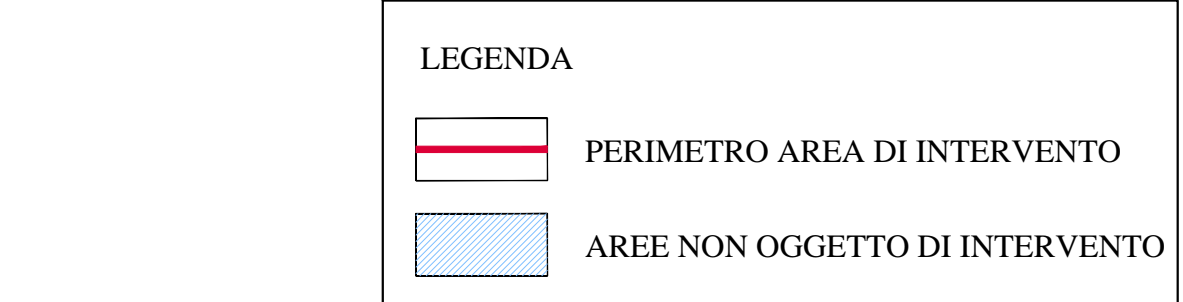 LEGENDA
PERIMETRO AREA DI INTERVENTO
AREE NON OGGETTO DI INTERVENTO